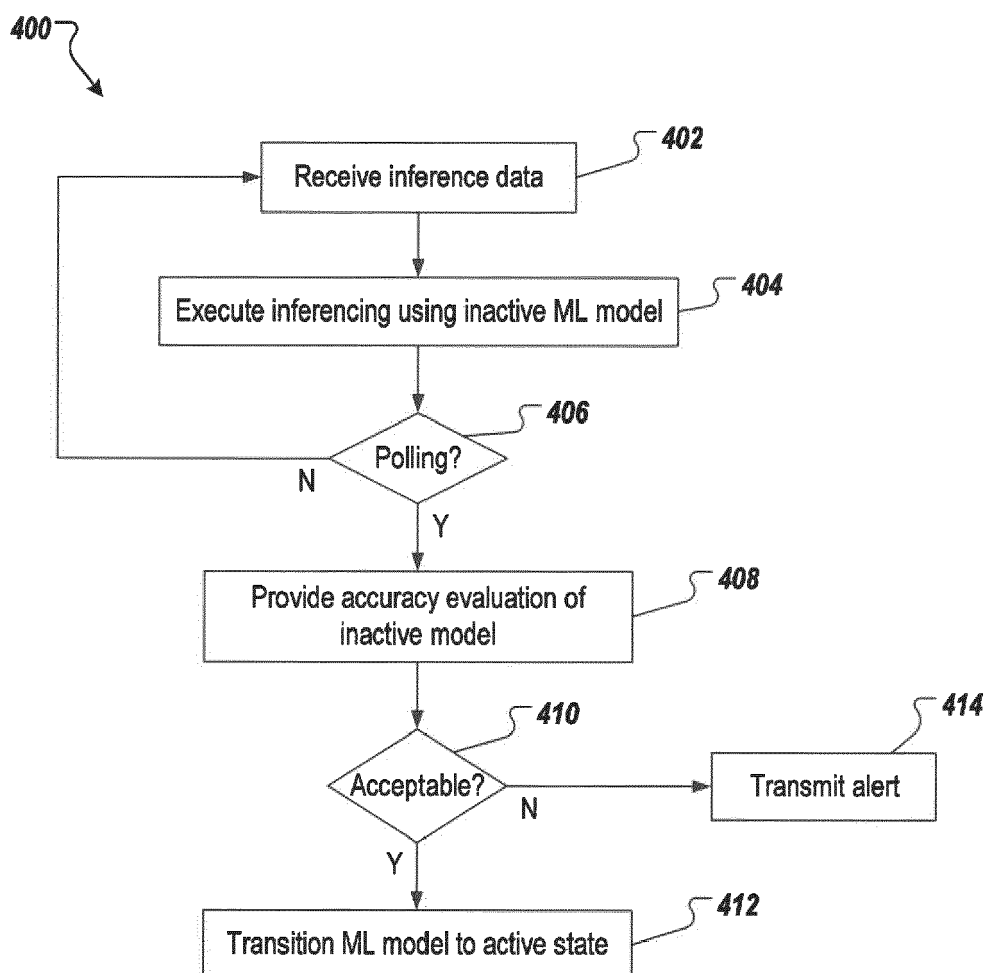 400
402
Receive inference data
404
Execute inferencing using inactive ML model
406
Polling?
N
Y
408
Provide accuracy evaluation of
inactive model
410
414
Acceptable?
Transmit alert
N
Y
412
Transition ML model to active state